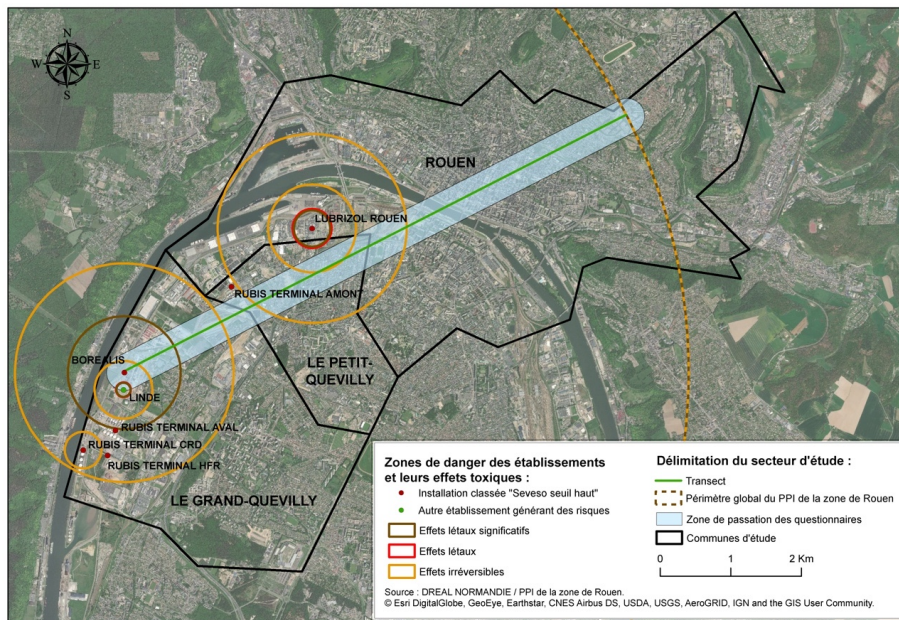 N
W E
S
ROUEN
LUBRIZOL ROUEN
RUBIS TERMINAL AMONT
LE PETIT-
QUEVILLY
BOREALIS
LINDE
RUBIS TERMINAL AVAL
RUBIS TERMINAL CRD
RUBIS TERMINAL HFR
LE GRAND-QUEVILLY
Zones de danger des établissements
et leurs effets toxiques :
Installation classée "Seveso seuil haut"
Autre établissement générant des risques
Effets létaux significatifs
Effets létaux
Effets irréversibles
Délimitation du secteur d'étude :
Transect
Périmètre global du PPI de la zone de Rouen
Zone de passation des questionnaires
Communes d'étude
0 1 2 Km
Source : DREAL NORMANDIE / PPI de la zone de Rouen.
© Esri DigitalGlobe, GeoEye, Earthstar, CNES Airbus DS, USDA, USGS, AeroGRID, IGN and the GIS User Community.